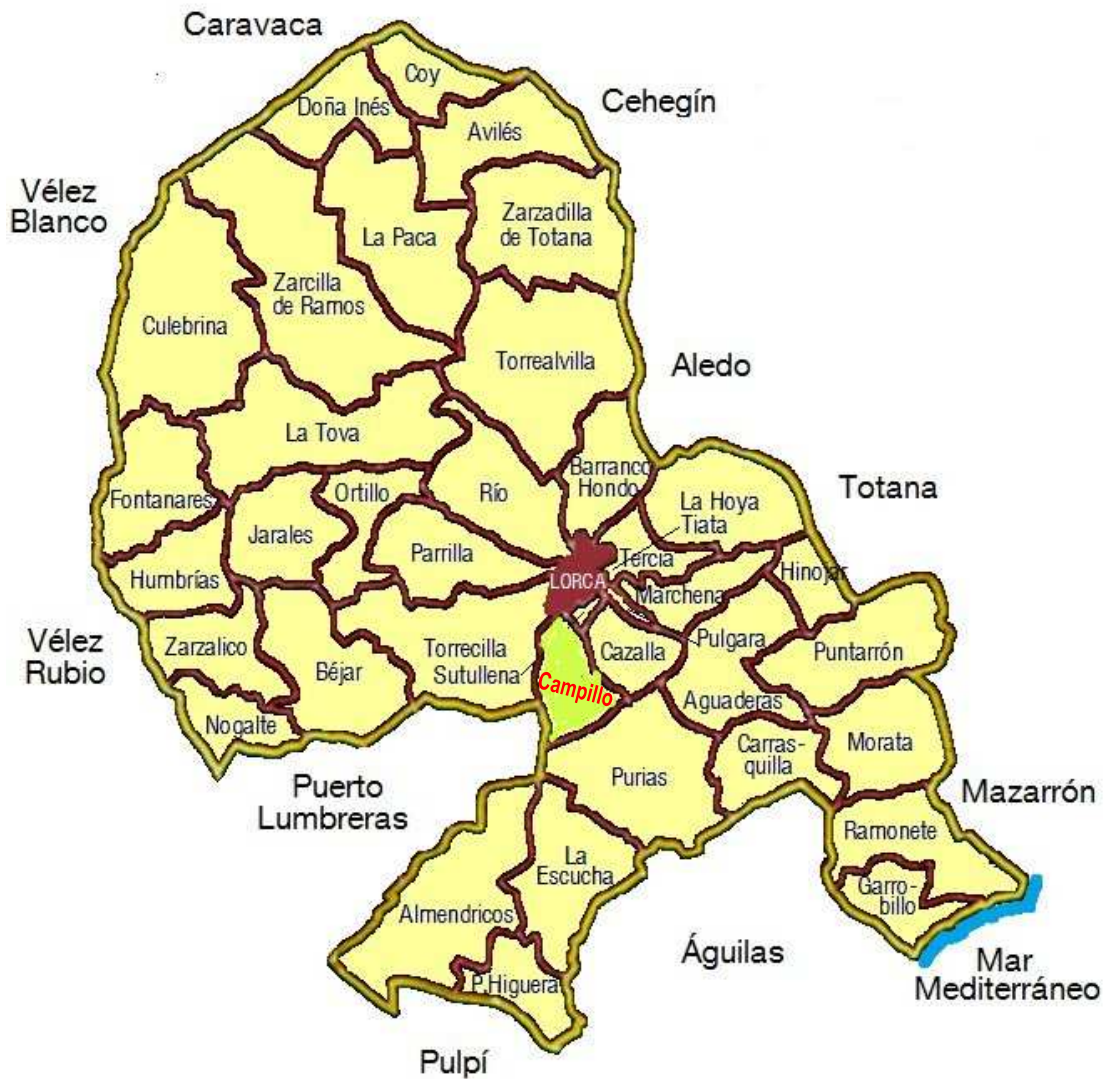 Caravaca
Coy
Cehegín
Doña Inés
Avilés
Vélez
Blanco
Zarzadilla
de Totana
La Paca
Zarcilla
de Ramos
Culebrina
Torrealvilla
Aledo
La Tova
Barranco
Hondo
Totana
Fontanares
Ortillo
Río
La Hoya
Tiata
Jarales
Parrilla
Tercia
Humbrías
LORCA
Hinojar
Marchena
Vélez
Rubio
Zarzalico
Béjar
Torrecilla
Sutullena
Cazalla
Pulgara
Puntarrón
Campillo
Aguaderas
Nogalte
Carras-
quilla
Morata
Puerto
Lumbreras
Purias
Mazarrón
Ramonete
La
Escucha
Garro-
billo
Almendricos
Águilas
Mar
Mediterráneo
P.Higuera
Pulpí